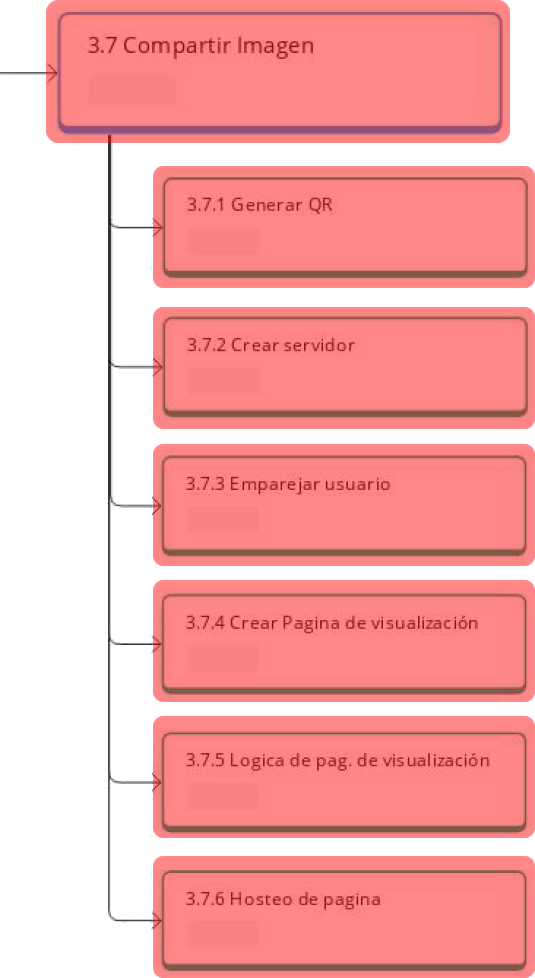 3.7 Compartir Imagen
3.7.1 Generar QR
3.7.2 Crear servidor
3.7.3 Emparejar usuario
3.7.4 Crear Pagina de visualización
3.7.5 Logica de pag. de visualización
3.7.6 Hosteo de pagina